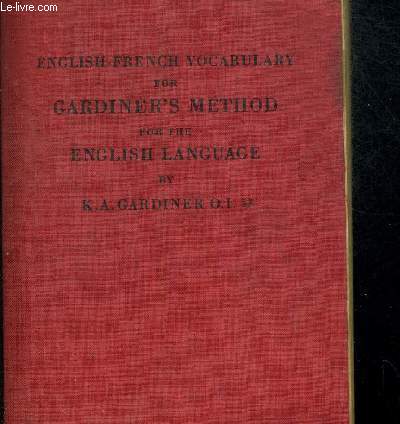 Le-livre.com
ENGLISH-FRENCH VOCABULARY
FOR
GARDINER'S METHOD
FOR THE
ENGLISH LANGUAGE
BY
K. A. GARDINER O.I.